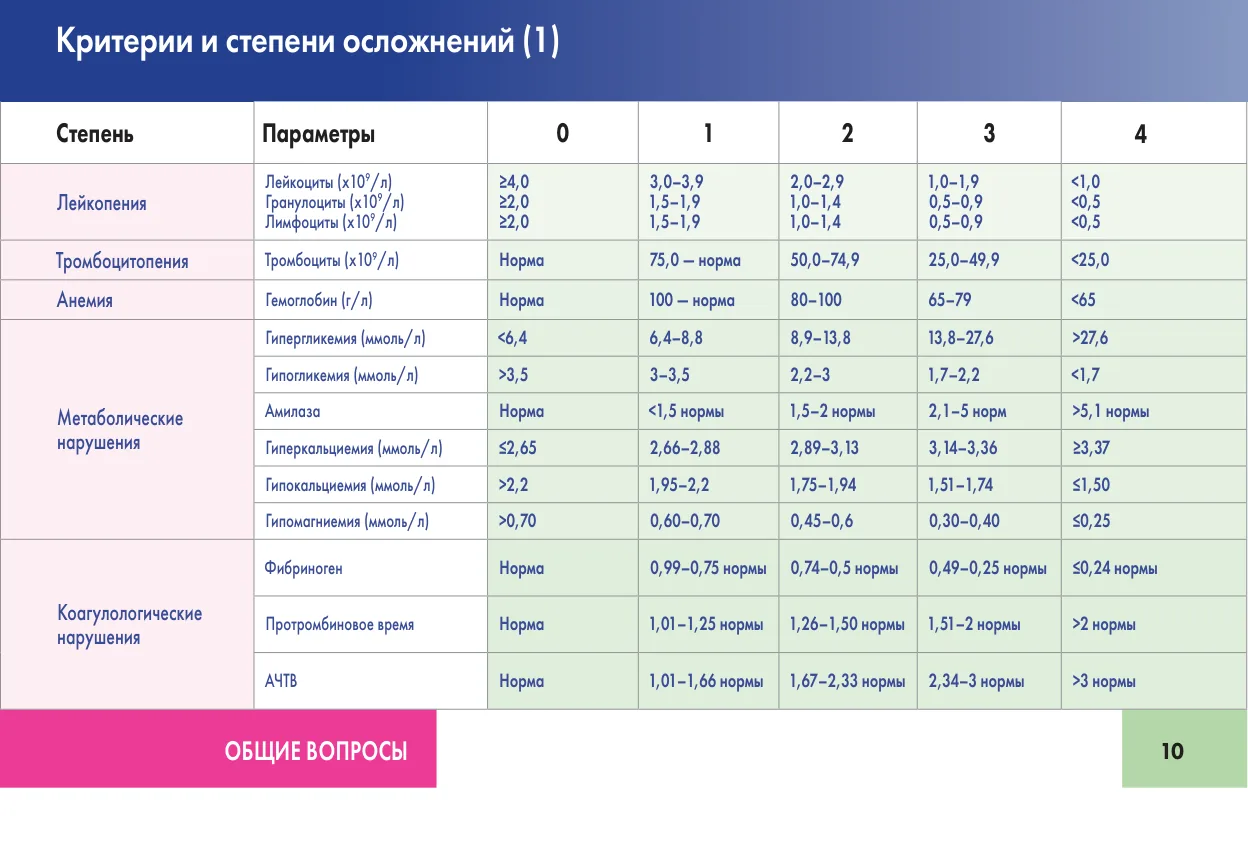 Критерии и степени осложнений (1)
Степень Параметры 0 1 2 3 4
Лейкопения
Лейкоциты (x10⁹/л) ≥4,0 3,0–3,9 2,0–2,9 1,0–1,9 <1,0
Гранулоциты (x10⁹/л) ≥2,0 1,5–1,9 1,0–1,4 0,5–0,9 <0,5
Лимфоциты (x10⁹/л) ≥2,0 1,5–1,9 1,0–1,4 0,5–0,9 <0,5
Тромбоцитопения Тромбоциты (x10⁹/л) Норма 75,0 — норма 50,0–74,9 25,0–49,9 <25,0
Анемия Гемоглобин (г/л) Норма 100 — норма 80–100 65–79 <65
Метаболические
нарушения
Гипергликемия (ммоль/л) <6,4 6,4–8,8 8,9–13,8 13,8–27,6 >27,6
Гипогликемия (ммоль/л) >3,5 3–3,5 2,2–3 1,7–2,2 <1,7
Амилаза Норма <1,5 нормы 1,5–2 нормы 2,1–5 норм >5,1 нормы
Гиперкальциемия (ммоль/л) ≤2,65 2,66–2,88 2,89–3,13 3,14–3,36 ≥3,37
Гипокальциемия (ммоль/л) >2,2 1,95–2,2 1,75–1,94 1,51–1,74 ≤1,50
Гипомагниемия (ммоль/л) >0,70 0,60–0,70 0,45–0,6 0,30–0,40 ≤0,25
Коагулологические
нарушения
Фибриноген Норма 0,99–0,75 нормы 0,74–0,5 нормы 0,49–0,25 нормы ≤0,24 нормы
Протромбиновое время Норма 1,01–1,25 нормы 1,26–1,50 нормы 1,51–2 нормы >2 нормы
АЧТВ Норма 1,01–1,66 нормы 1,67–2,33 нормы 2,34–3 нормы >3 нормы
ОБЩИЕ ВОПРОСЫ 10